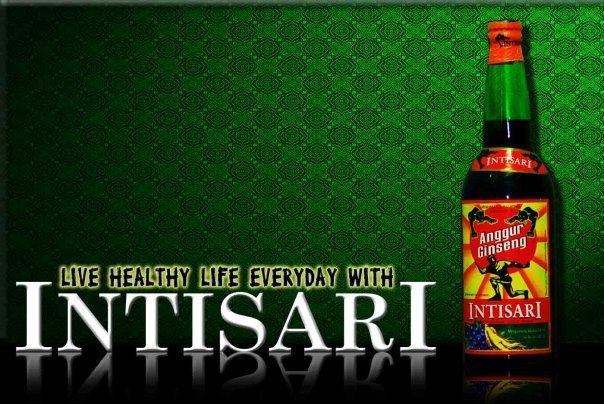 INTISARI
Anggur
Ginseng
INTISARI
LIVE HEALTHY LIFE EVERYDAY WITH
INTISARI